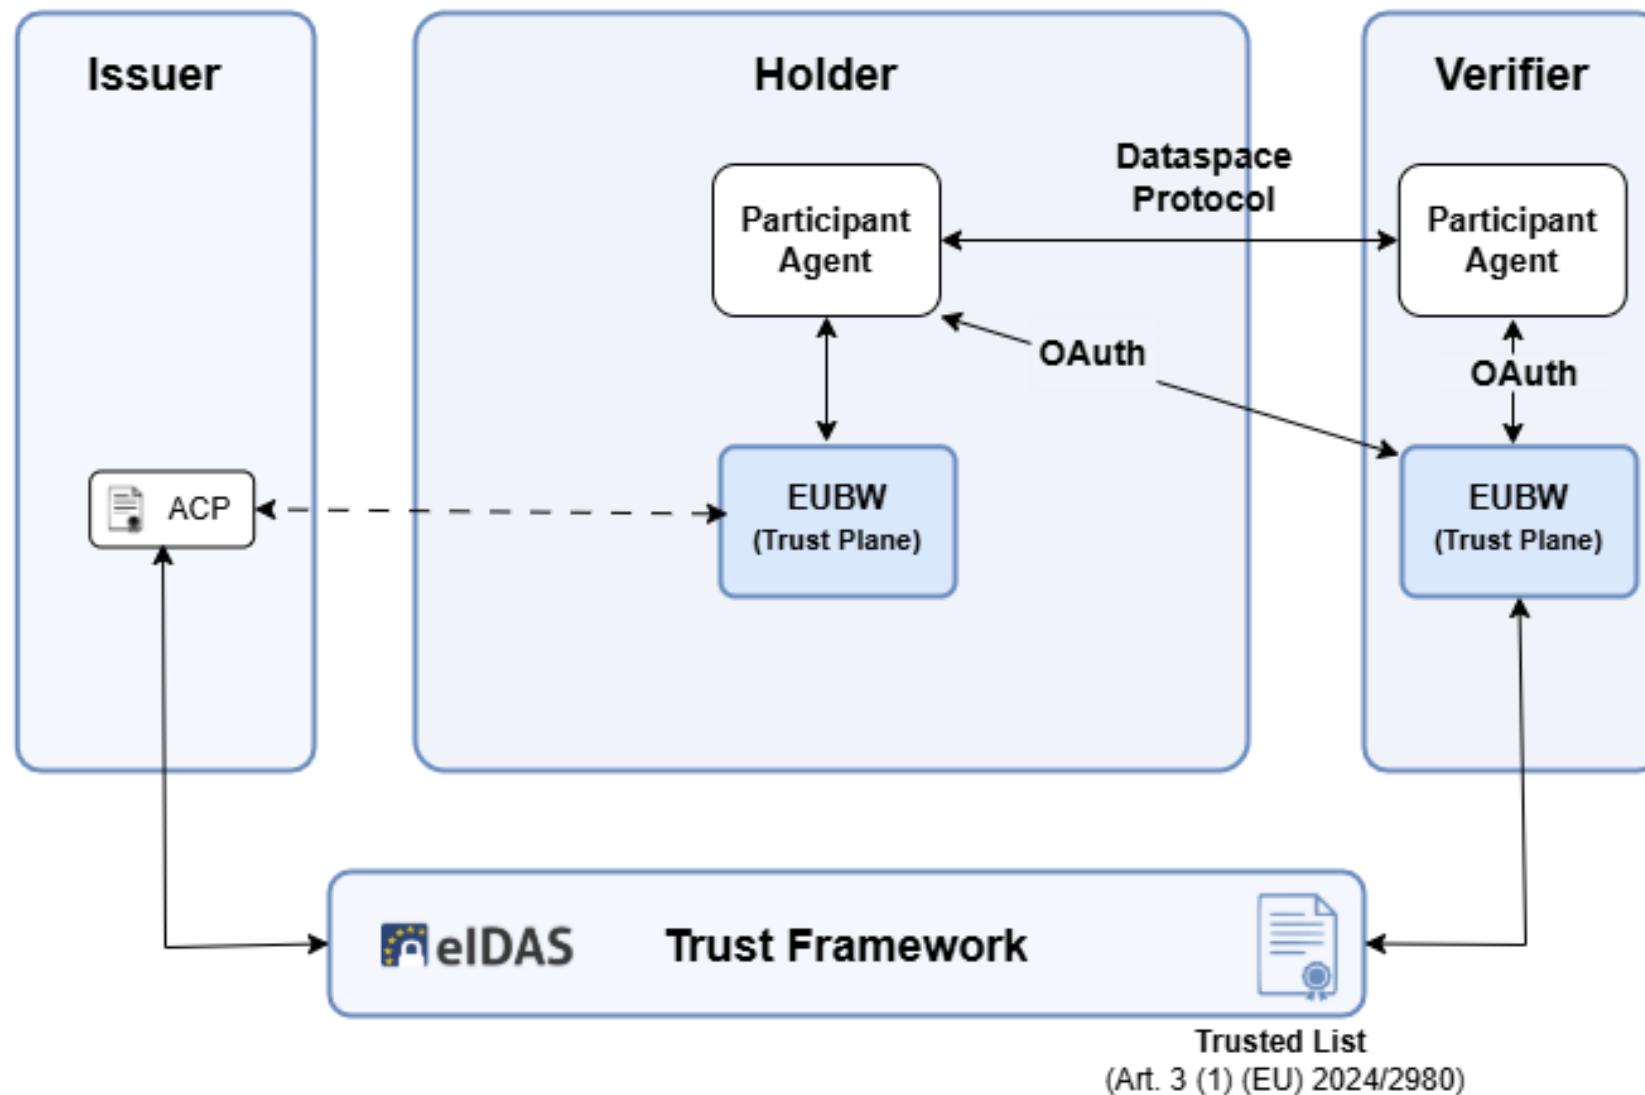 Issuer
Holder
Verifier
Dataspace
Protocol
Participant
Agent
Participant
Agent
OAuth
OAuth
ACP
EUBW
(Trust Plane)
EUBW
(Trust Plane)
eIDAS
Trust Framework
Trusted List
(Art. 3 (1) (EU) 2024/2980)